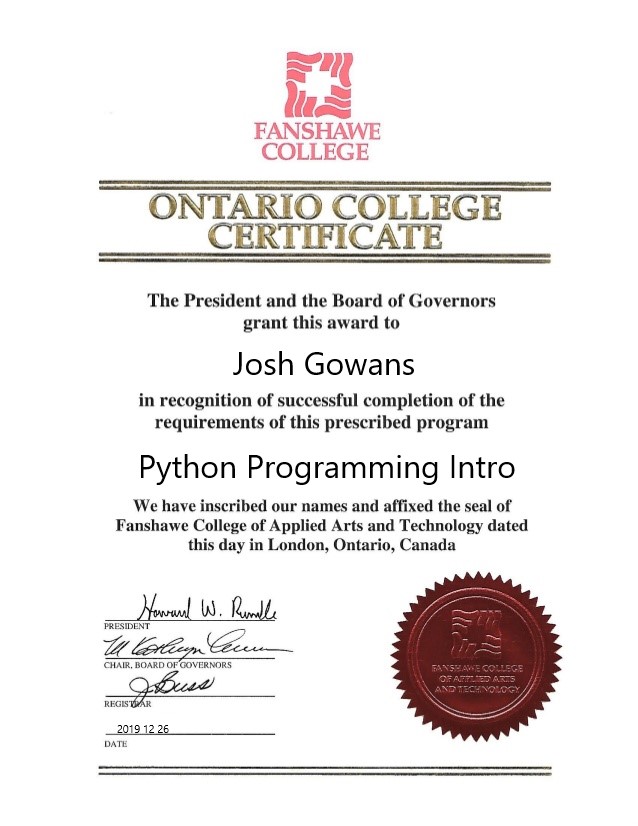 FANSHAWE
COLLEGE
ONTARIO COLLEGE
CERTIFICATE
The President and the Board of Governors
grant this award to
Josh Gowans
in recognition of successful completion of the
requirements of this prescribed program
Python Programming Intro
We have inscribed our names and affixed the seal of
Fanshawe College of Applied Arts and Technology dated
this day in London, Ontario, Canada
Howard W. Rundle
PRESIDENT
CHAIR, BOARD OF GOVERNORS
REGISTRAR
2019 12 26
DATE
FANSHAWE COLLEGE
OF APPLIED ARTS
AND TECHNOLOGY